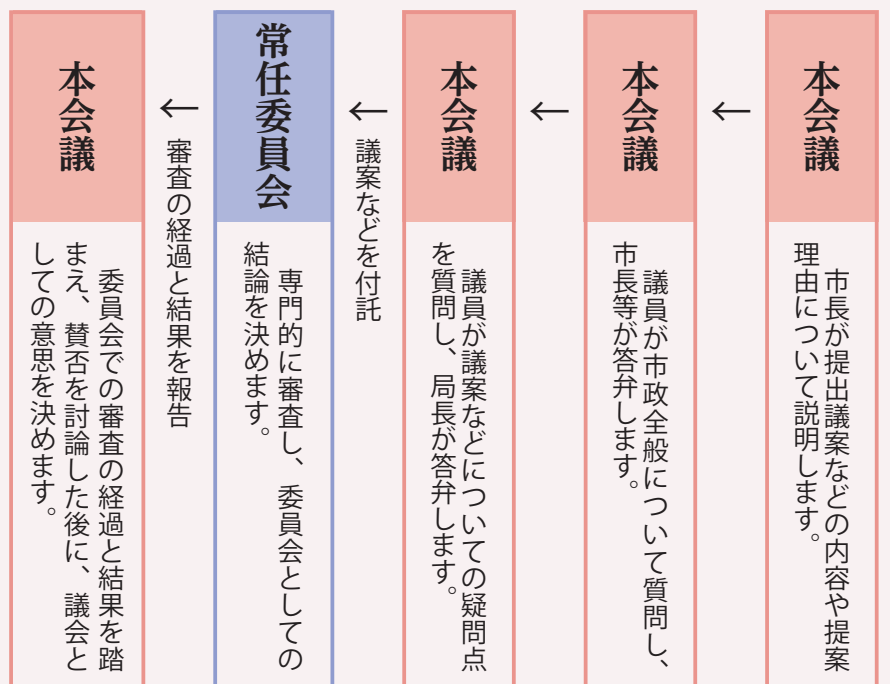 本会議
市長が提出議案などの内容や提案
理由について説明します。
←
本会議
議員が市政全般について質問し、
市長等が答弁します。
←
本会議
議員が議案などについての疑問点
を質問し、局長が答弁します。
←
議案などを付託
常任委員会
専門的に審査し、委員会としての
結論を決めます。
←
審査の経過と結果を報告
本会議
委員会での審査の経過と結果を踏
まえ、賛否を討論した後に、議会と
しての意思を決めます。